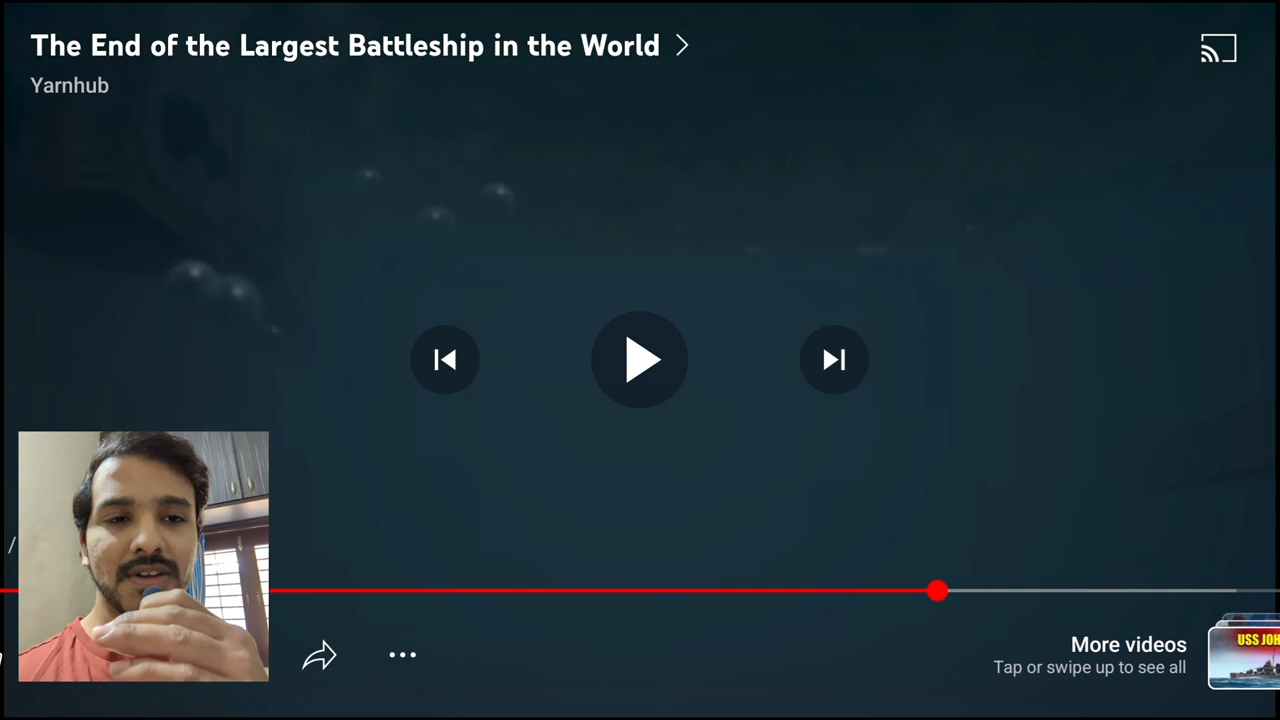 The End of the Largest Battleship in the World
Yarnhub
/
More videos
Tap or swipe up to see all
USS JOH